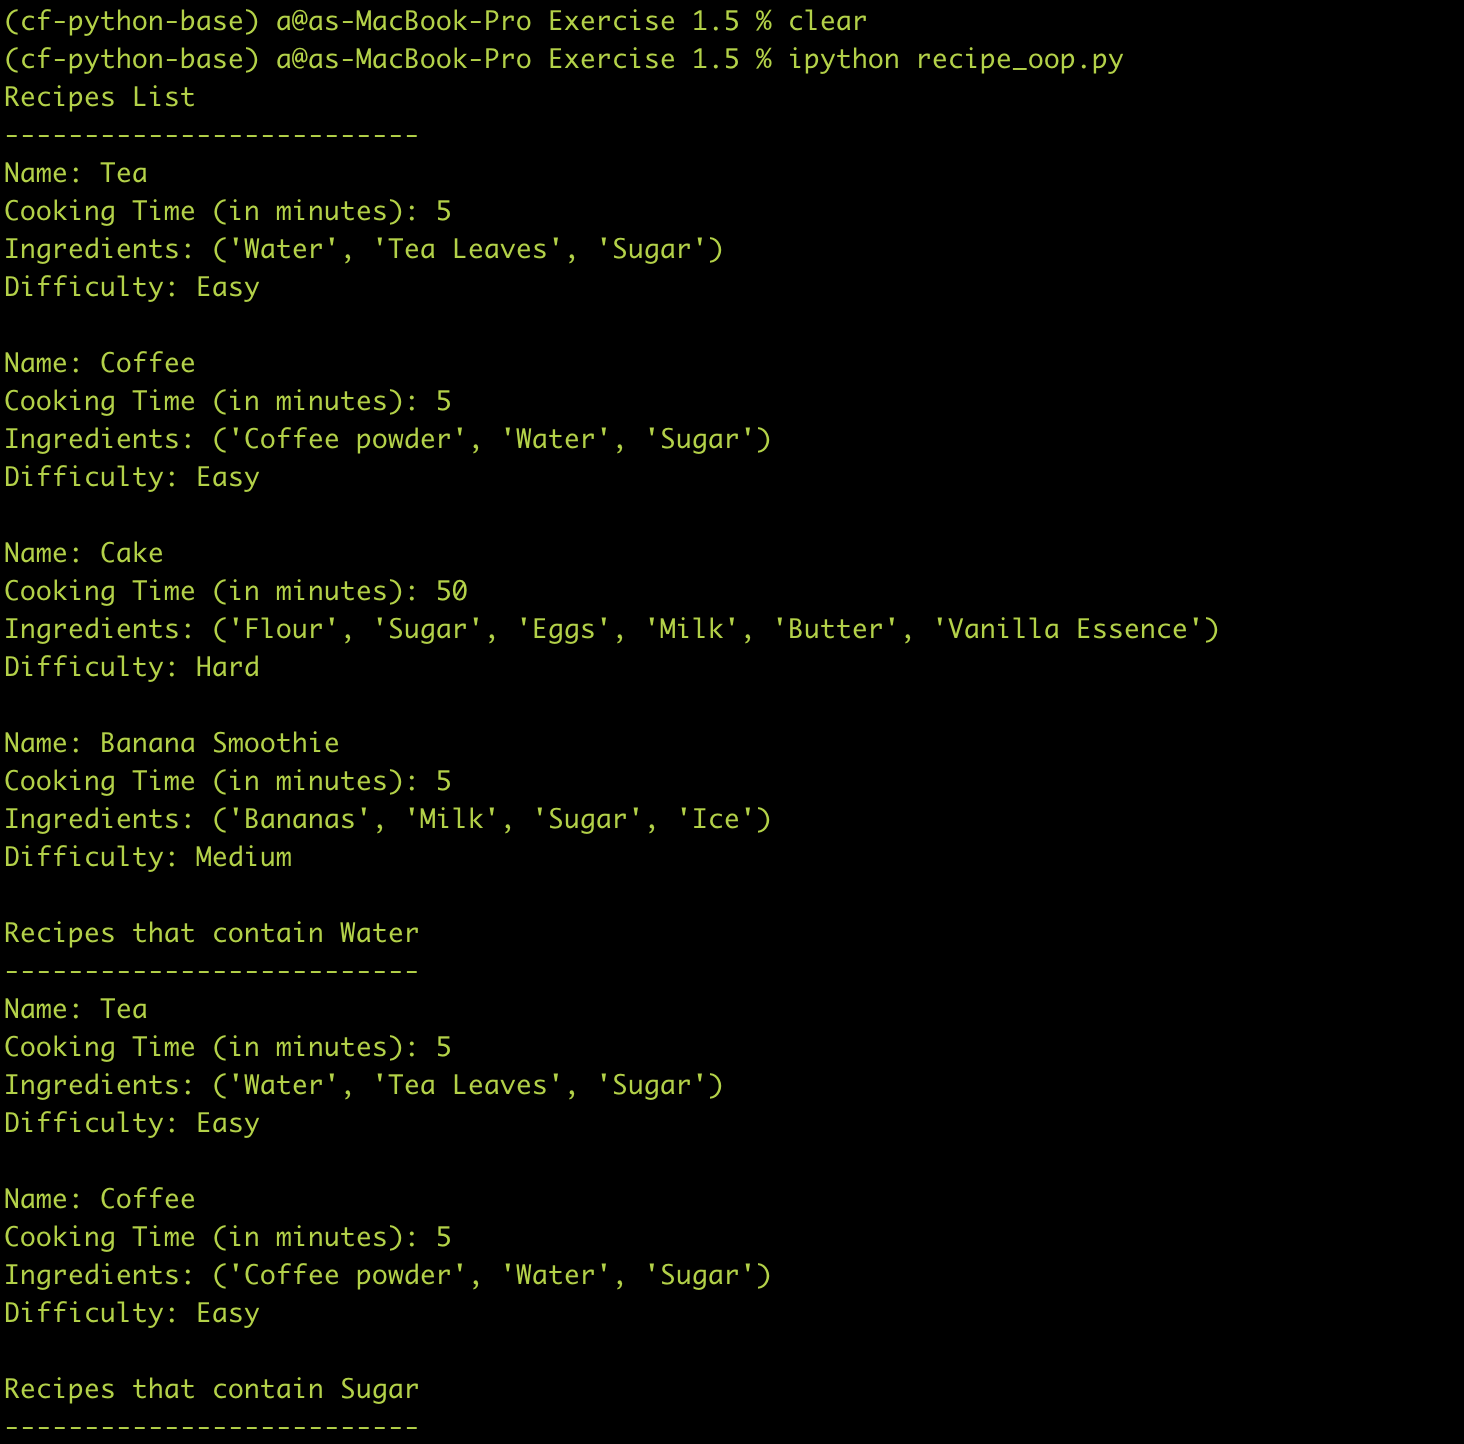 (cf-python-base) a@as-MacBook-Pro Exercise 1.5 % clear
(cf-python-base) a@as-MacBook-Pro Exercise 1.5 % ipython recipe_oop.py
Recipes List
--------------------------
Name: Tea
Cooking Time (in minutes): 5
Ingredients: ('Water', 'Tea Leaves', 'Sugar')
Difficulty: Easy

Name: Coffee
Cooking Time (in minutes): 5
Ingredients: ('Coffee powder', 'Water', 'Sugar')
Difficulty: Easy

Name: Cake
Cooking Time (in minutes): 50
Ingredients: ('Flour', 'Sugar', 'Eggs', 'Milk', 'Butter', 'Vanilla Essence')
Difficulty: Hard

Name: Banana Smoothie
Cooking Time (in minutes): 5
Ingredients: ('Bananas', 'Milk', 'Sugar', 'Ice')
Difficulty: Medium

Recipes that contain Water
--------------------------
Name: Tea
Cooking Time (in minutes): 5
Ingredients: ('Water', 'Tea Leaves', 'Sugar')
Difficulty: Easy

Name: Coffee
Cooking Time (in minutes): 5
Ingredients: ('Coffee powder', 'Water', 'Sugar')
Difficulty: Easy

Recipes that contain Sugar
--------------------------